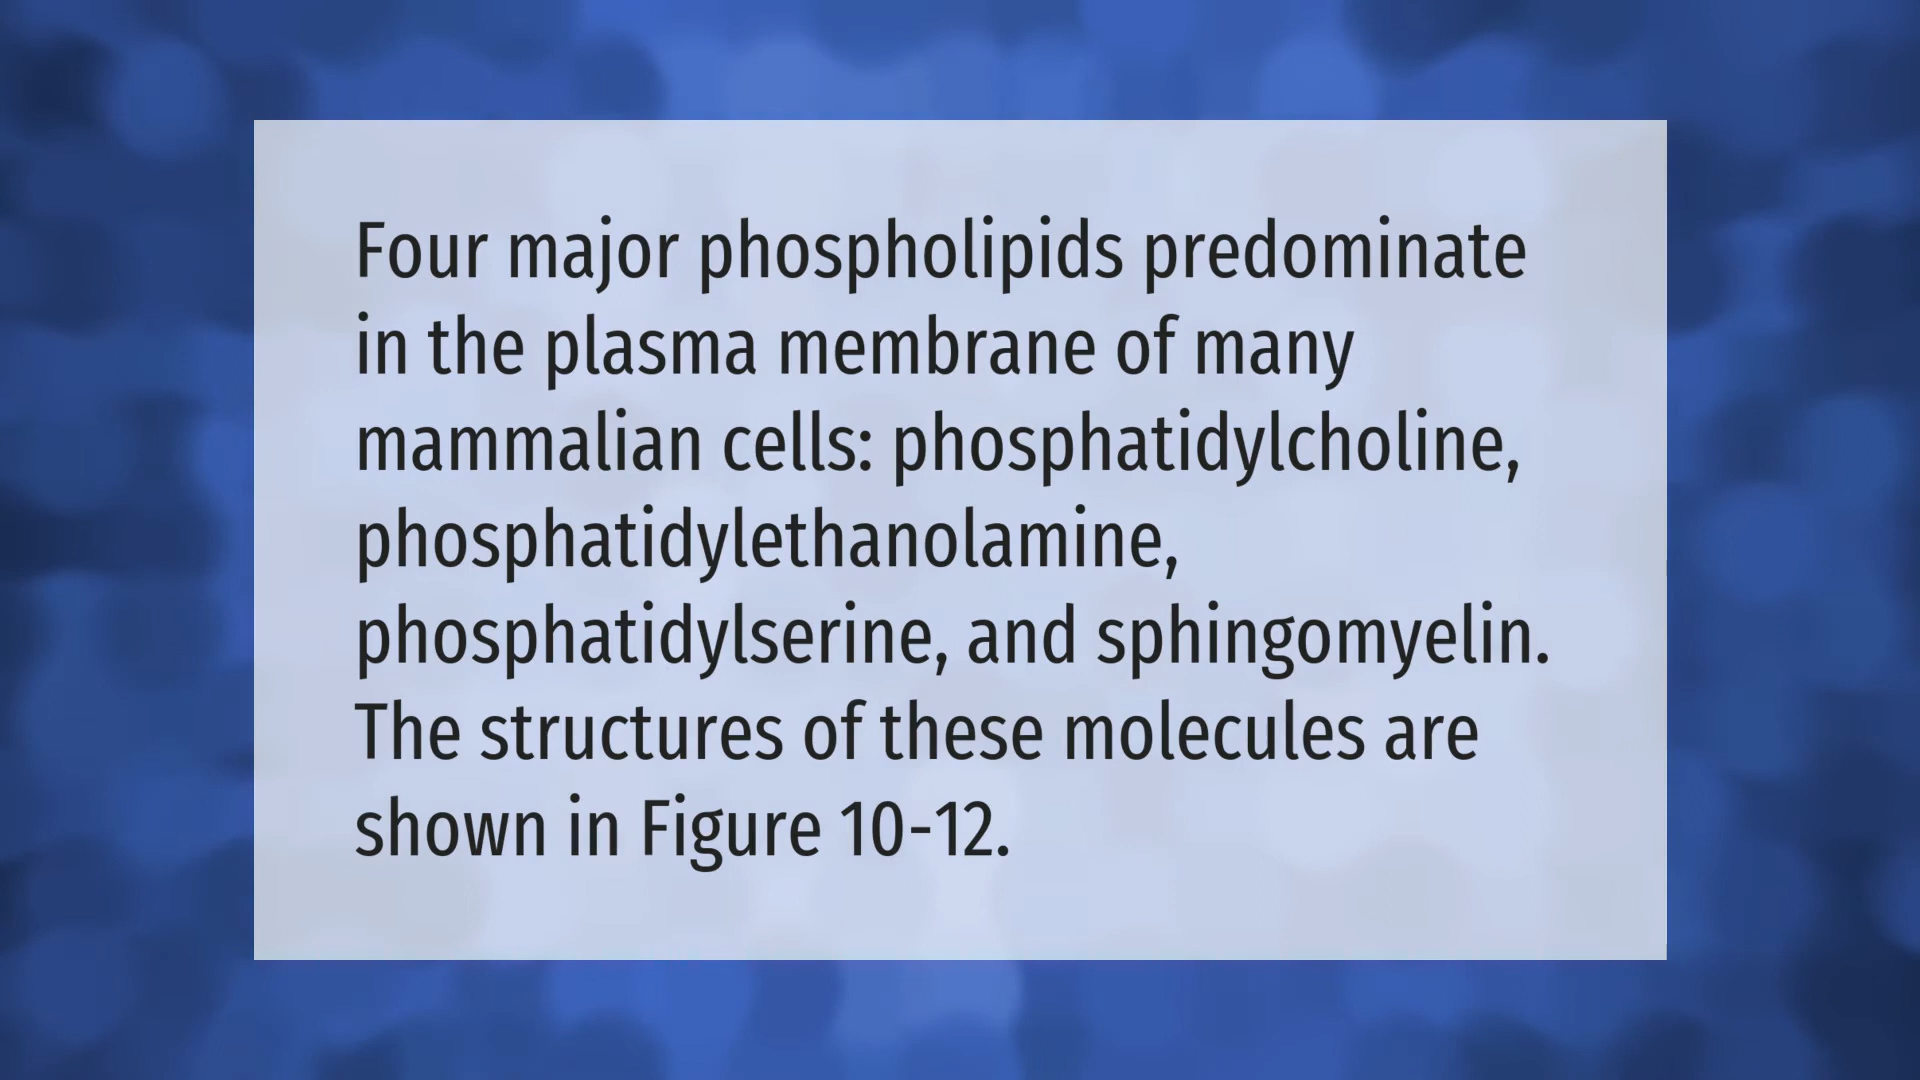 Four major phospholipids predominate
in the plasma membrane of many
mammalian cells: phosphatidylcholine,
phosphatidylethanolamine,
phosphatidylserine, and sphingomyelin.
The structures of these molecules are
shown in Figure 10-12.